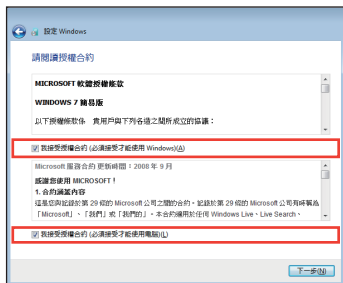 設定 Windows
請閱讀授權合約
MICROSOFT 軟體授權條款
WINDOWS 7 簡易版
以下授權條款係 貴用戶與下列各造之間所成立的協議：
我接受授權合約 (必須接受才能使用 Windows)(A)
Microsoft 服務合約 更新時間：2008 年 9 月
感謝您使用 MICROSOFT！
1. 合約涵蓋內容
這是您與記錄於第 29 條的 Microsoft 公司之間的合約。記錄於第 29 條的 Microsoft 公司有時稱為
「Microsoft」、「我們」或「我們的」。本合約適用於任何 Windows Live、Live Search、
我接受授權合約 (必須接受才能使用電腦)(L)
下一步(N)